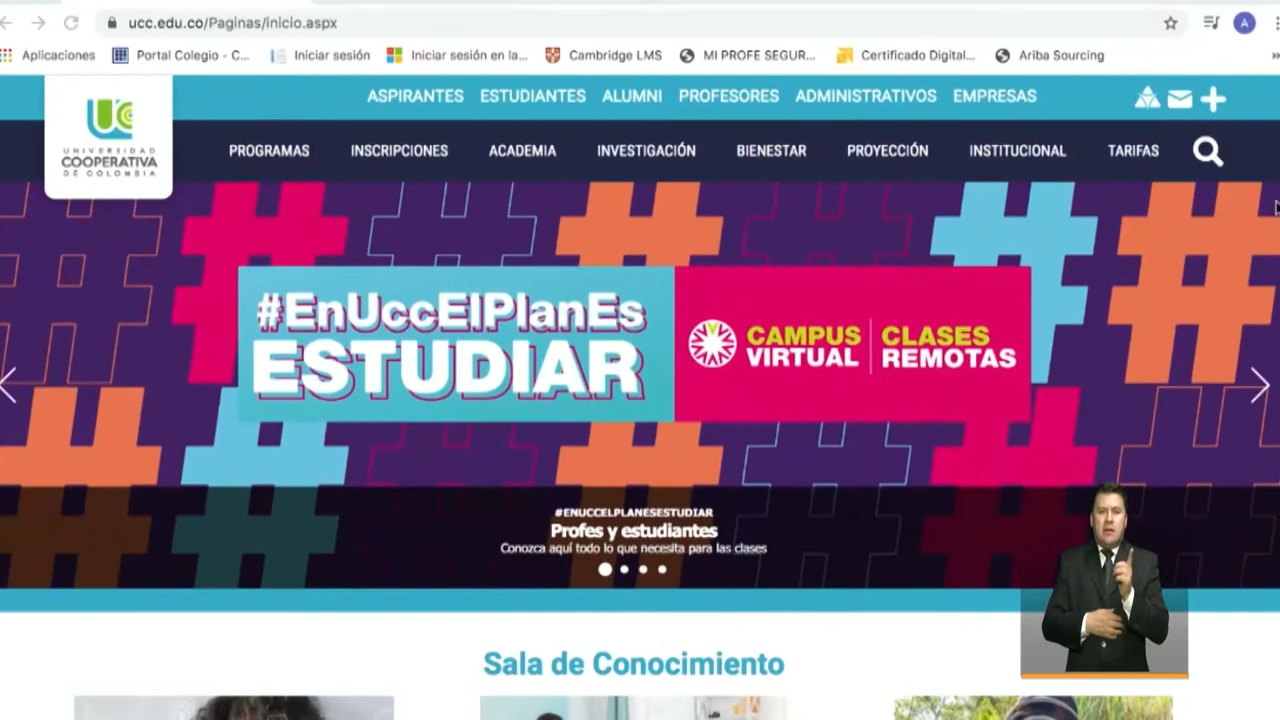 ucc.edu.co/Paginas/inicio.aspx
A
Aplicaciones Portal Colegio - C... Iniciar sesión Iniciar sesión en la... Cambridge LMS MI PROFE SEGUR... Certificado Digital... Ariba Sourcing »
ASPIRANTES ESTUDIANTES ALUMNI PROFESORES ADMINISTRATIVOS EMPRESAS
UNIVERSIDAD
COOPERATIVA
DE COLOMBIA
PROGRAMAS INSCRIPCIONES ACADEMIA INVESTIGACIÓN BIENESTAR PROYECCIÓN INSTITUCIONAL TARIFAS
#EnUccElPlanEs
ESTUDIAR
CAMPUS
VIRTUAL
CLASES
REMOTAS
#ENUCCELPLANESESTUDIAR
Profes y estudiantes
Conozca aquí todo lo que necesita para las clases
Sala de Conocimiento